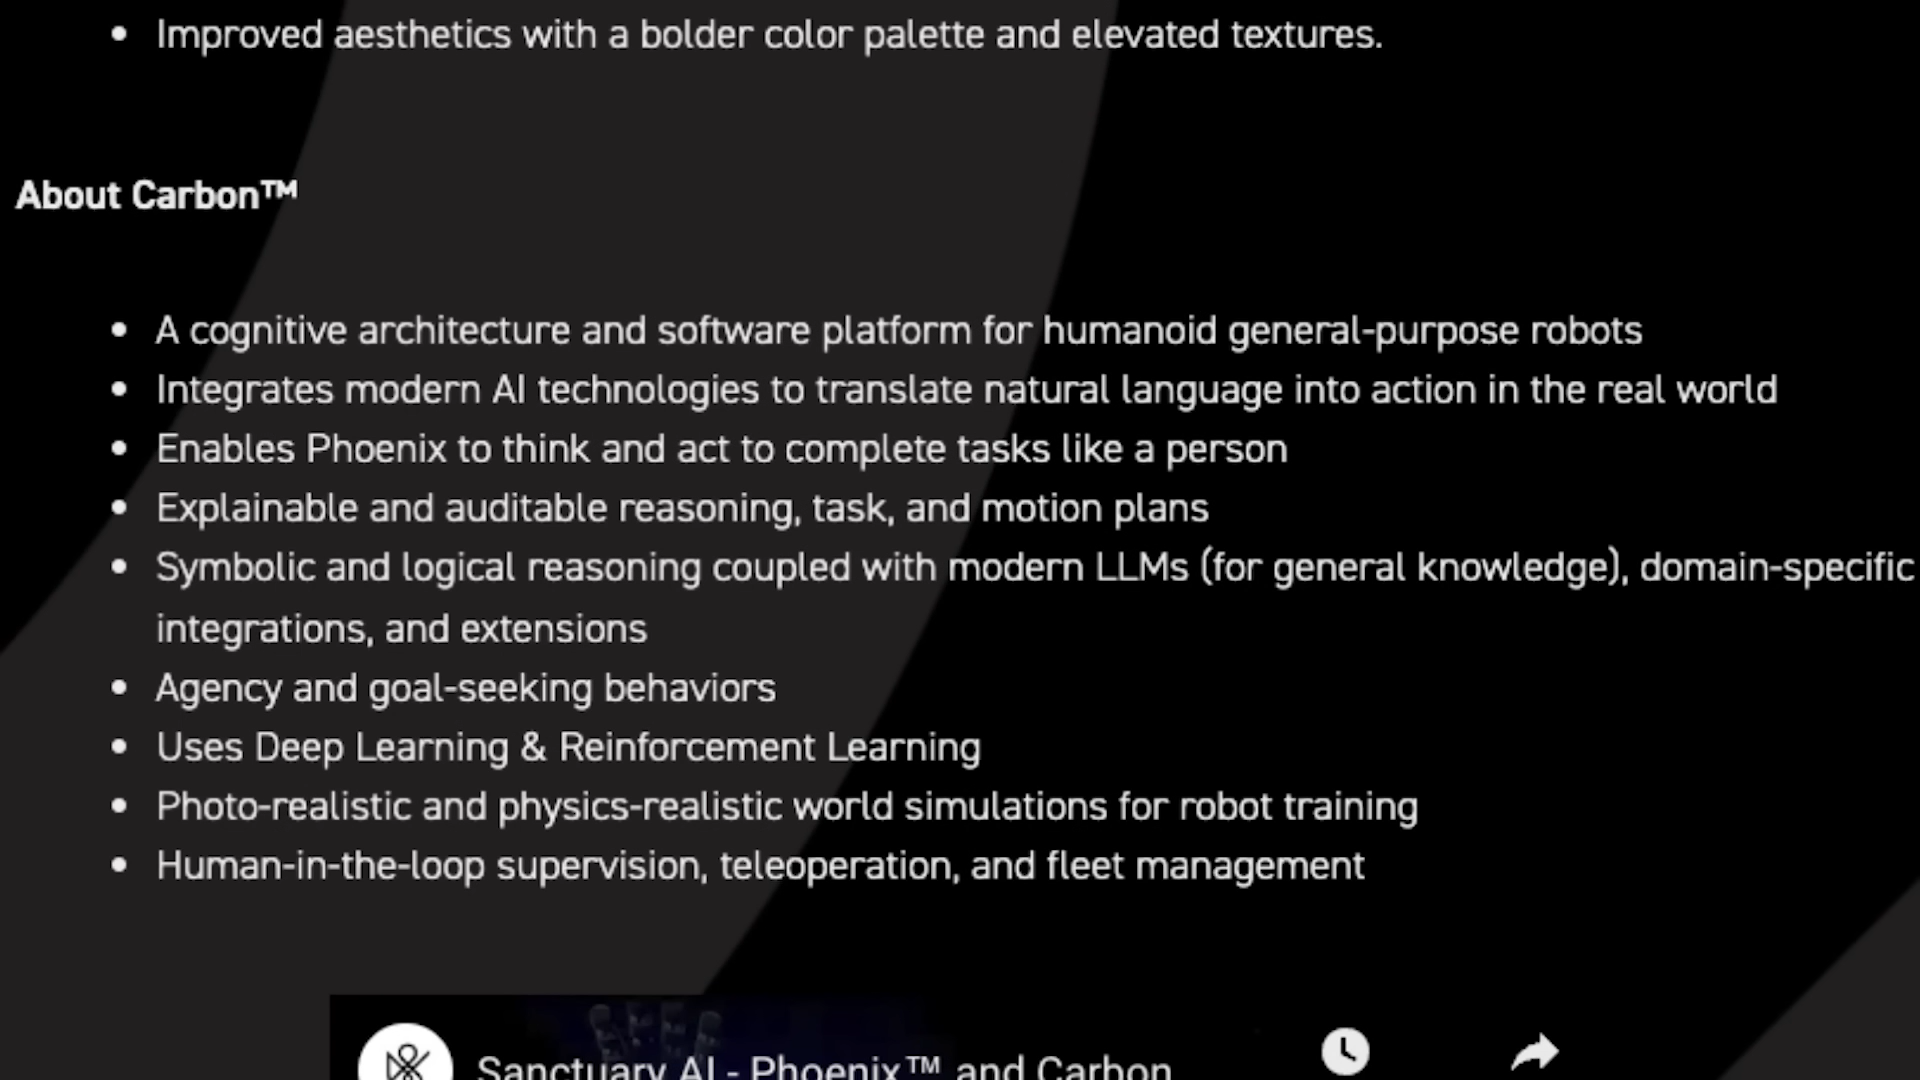 • Improved aesthetics with a bolder color palette and elevated textures.
About Carbon™
• A cognitive architecture and software platform for humanoid general-purpose robots
• Integrates modern AI technologies to translate natural language into action in the real world
• Enables Phoenix to think and act to complete tasks like a person
• Explainable and auditable reasoning, task, and motion plans
• Symbolic and logical reasoning coupled with modern LLMs (for general knowledge), domain-specific
integrations, and extensions
• Agency and goal-seeking behaviors
• Uses Deep Learning & Reinforcement Learning
• Photo-realistic and physics-realistic world simulations for robot training
• Human-in-the-loop supervision, teleoperation, and fleet management
Sanctuary AI - Phoenix™ and Carbon